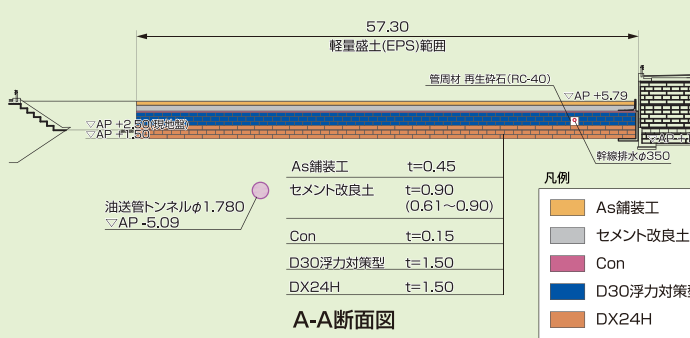 57.30
軽量盛土(EPS)範囲
管周材 再生砕石(RC-40)
▽AP +5.79
▽AP +2.50(現地盤)
▽AP +1.50
幹線排水φ350
油送管トンネルφ1.780
▽AP -5.09
As舗装工 t=0.45
セメント改良土 t=0.90
(0.61〜0.90)
Con t=0.15
D30浮力対策型 t=1.50
DX24H t=1.50
A-A断面図
凡例
As舗装工
セメント改良土
Con
D30浮力対策型
DX24H